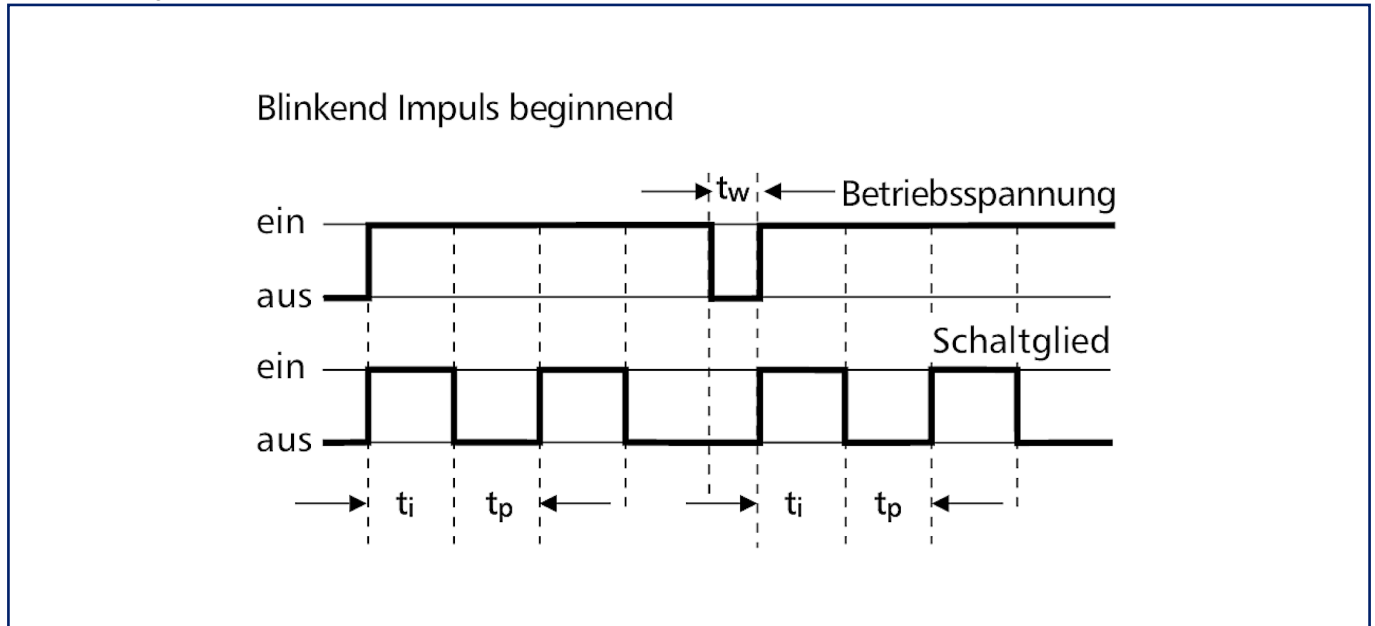 Blinkend Impuls beginnend
tw
Betriebsspannung
ein
aus
Schaltglied
ein
aus
ti tp ti tp